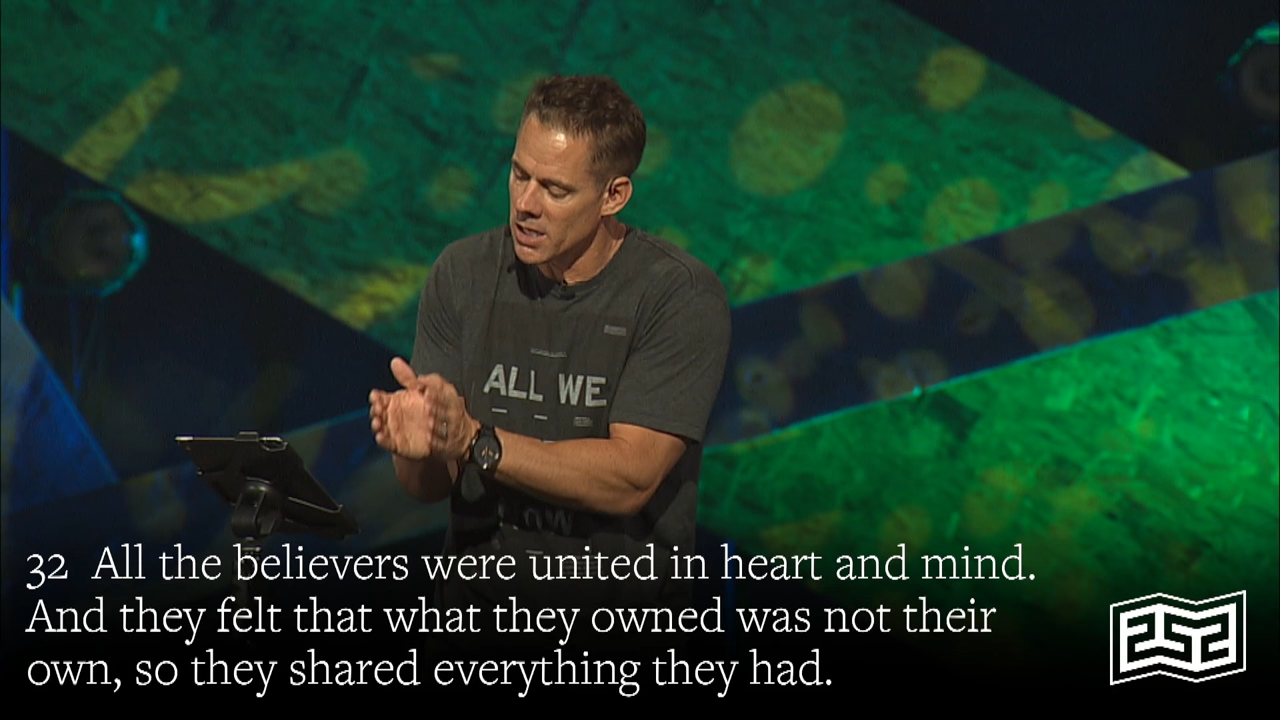 ALL WE
32 All the believers were united in heart and mind.
And they felt that what they owned was not their
own, so they shared everything they had.
252